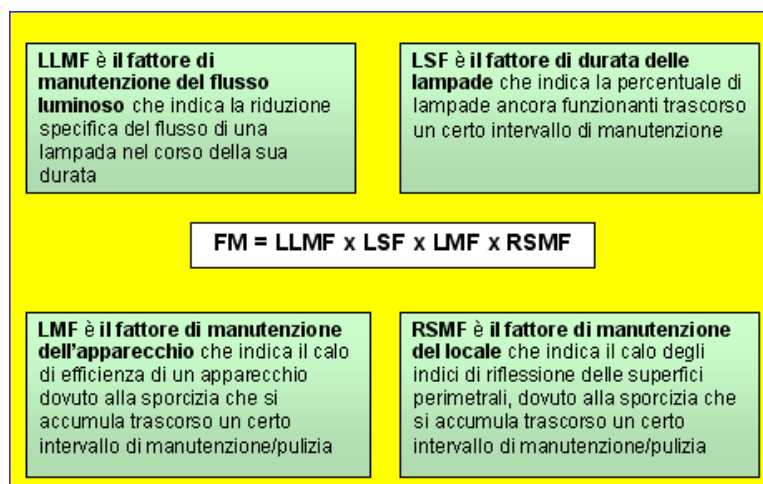 LLMF è il fattore di
manutenzione del flusso
luminoso che indica la riduzione
specifica del flusso di una
lampada nel corso della sua
durata
LSF è il fattore di durata delle
lampade che indica la percentuale di
lampade ancora funzionanti trascorso
un certo intervallo di manutenzione
FM = LLMF x LSF x LMF x RSMF
LMF è il fattore di manutenzione
dell'apparecchio che indica il calo
di efficienza di un apparecchio
dovuto alla sporcizia che si
accumula trascorso un certo
intervallo di manutenzione/pulizia
RSMF è il fattore di manutenzione
del locale che indica il calo degli
indici di riflessione delle superfici
perimetrali, dovuto alla sporcizia che
si accumula trascorso un certo
intervallo di manutenzione/pulizia